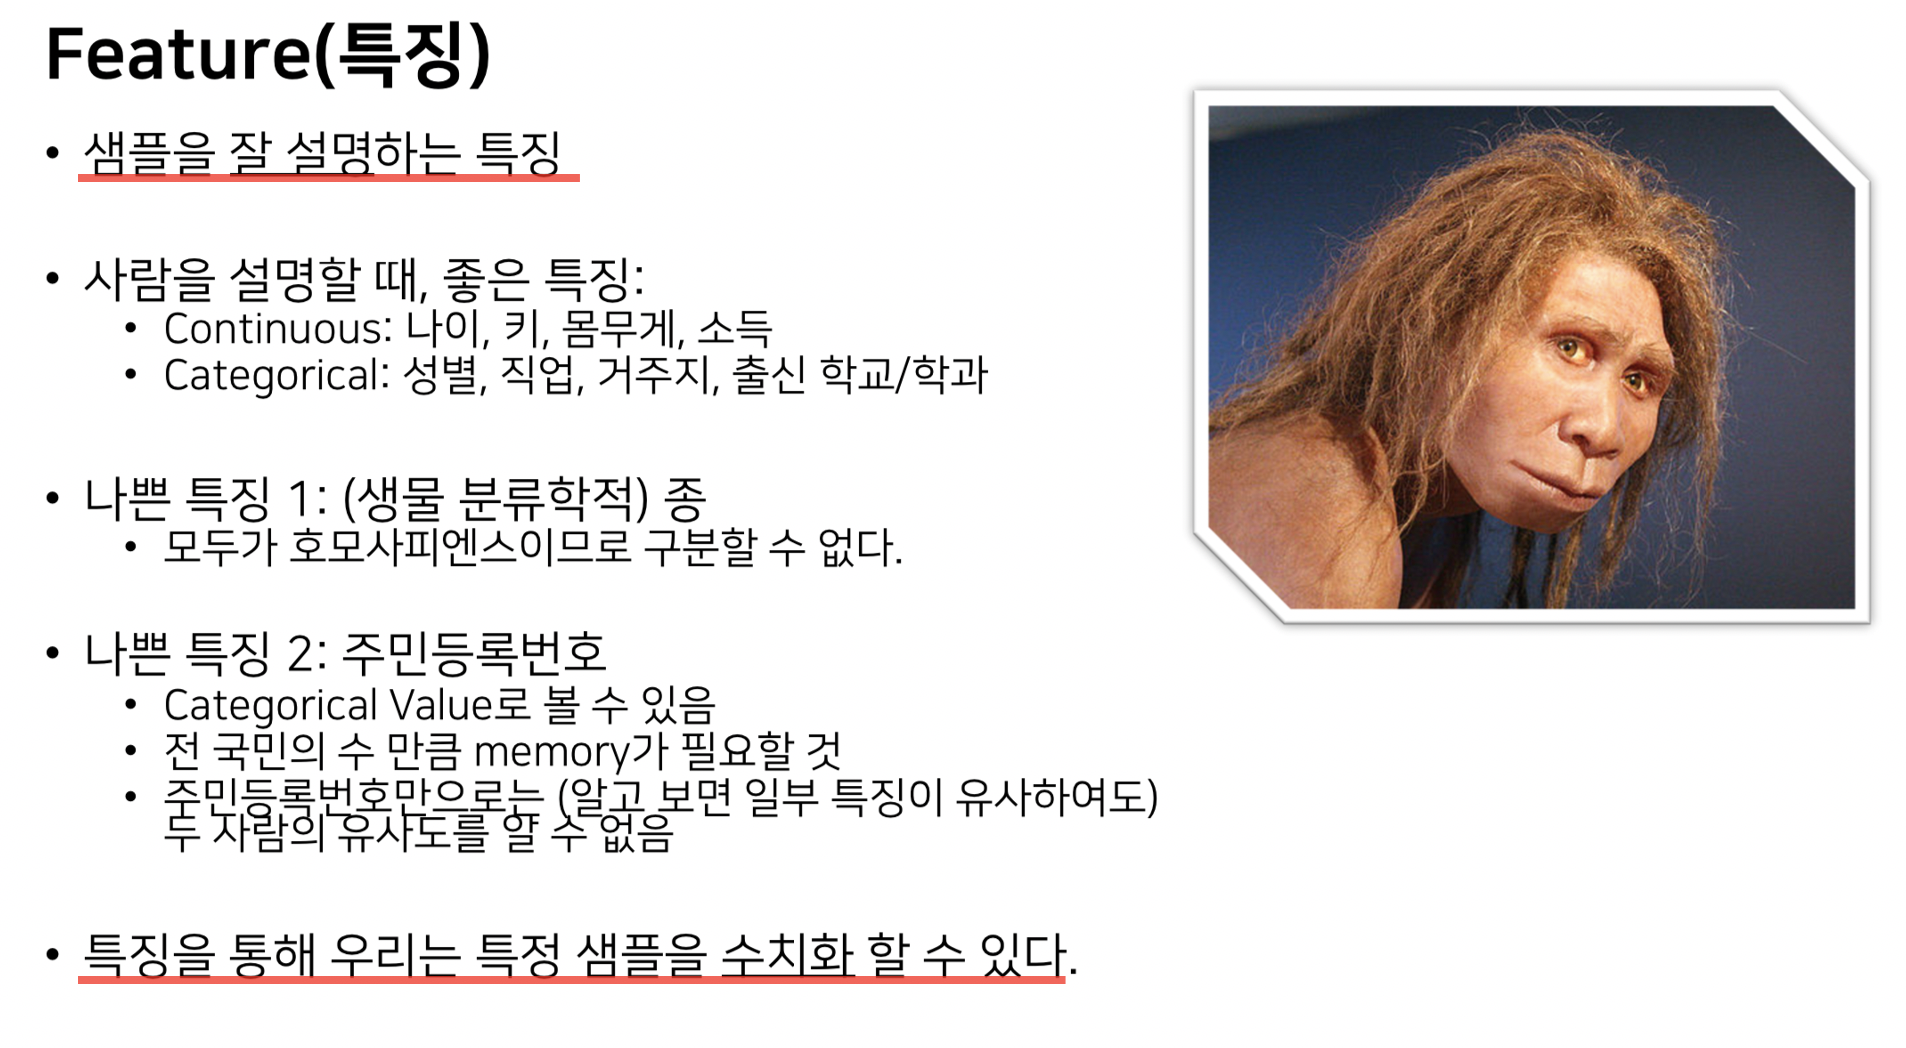 Feature(특징)
• 샘플을 잘 설명하는 특징
• 사람을 설명할 때, 좋은 특징:
• Continuous: 나이, 키, 몸무게, 소득
• Categorical: 성별, 직업, 거주지, 출신 학교/학과
• 나쁜 특징 1: (생물 분류학적) 종
• 모두가 호모사피엔스이므로 구분할 수 없다.
• 나쁜 특징 2: 주민등록번호
• Categorical Value로 볼 수 있음
• 전 국민의 수 만큼 memory가 필요할 것
• 주민등록번호만으로는 (알고 보면 일부 특징이 유사하여도)
두 사람의 유사도를 알 수 없음
• 특징을 통해 우리는 특정 샘플을 수치화 할 수 있다.